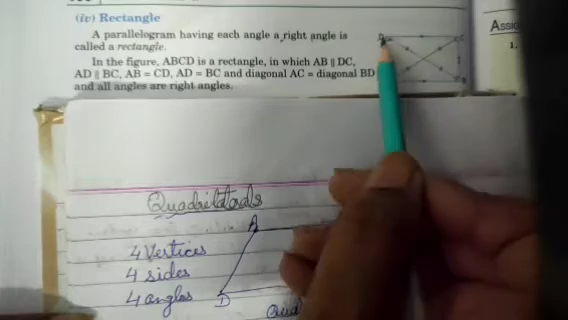 (iv) Rectangle
A parallelogram having each angle a right angle is
called a rectangle.
In the figure, ABCD is a rectangle, in which AB || DC,
AD || BC, AB = CD, AD = BC and diagonal AC = diagonal BD
and all angles are right angles.
1.
Quadrilaterals
A
4 Vertices
4 sides
4 angles
D